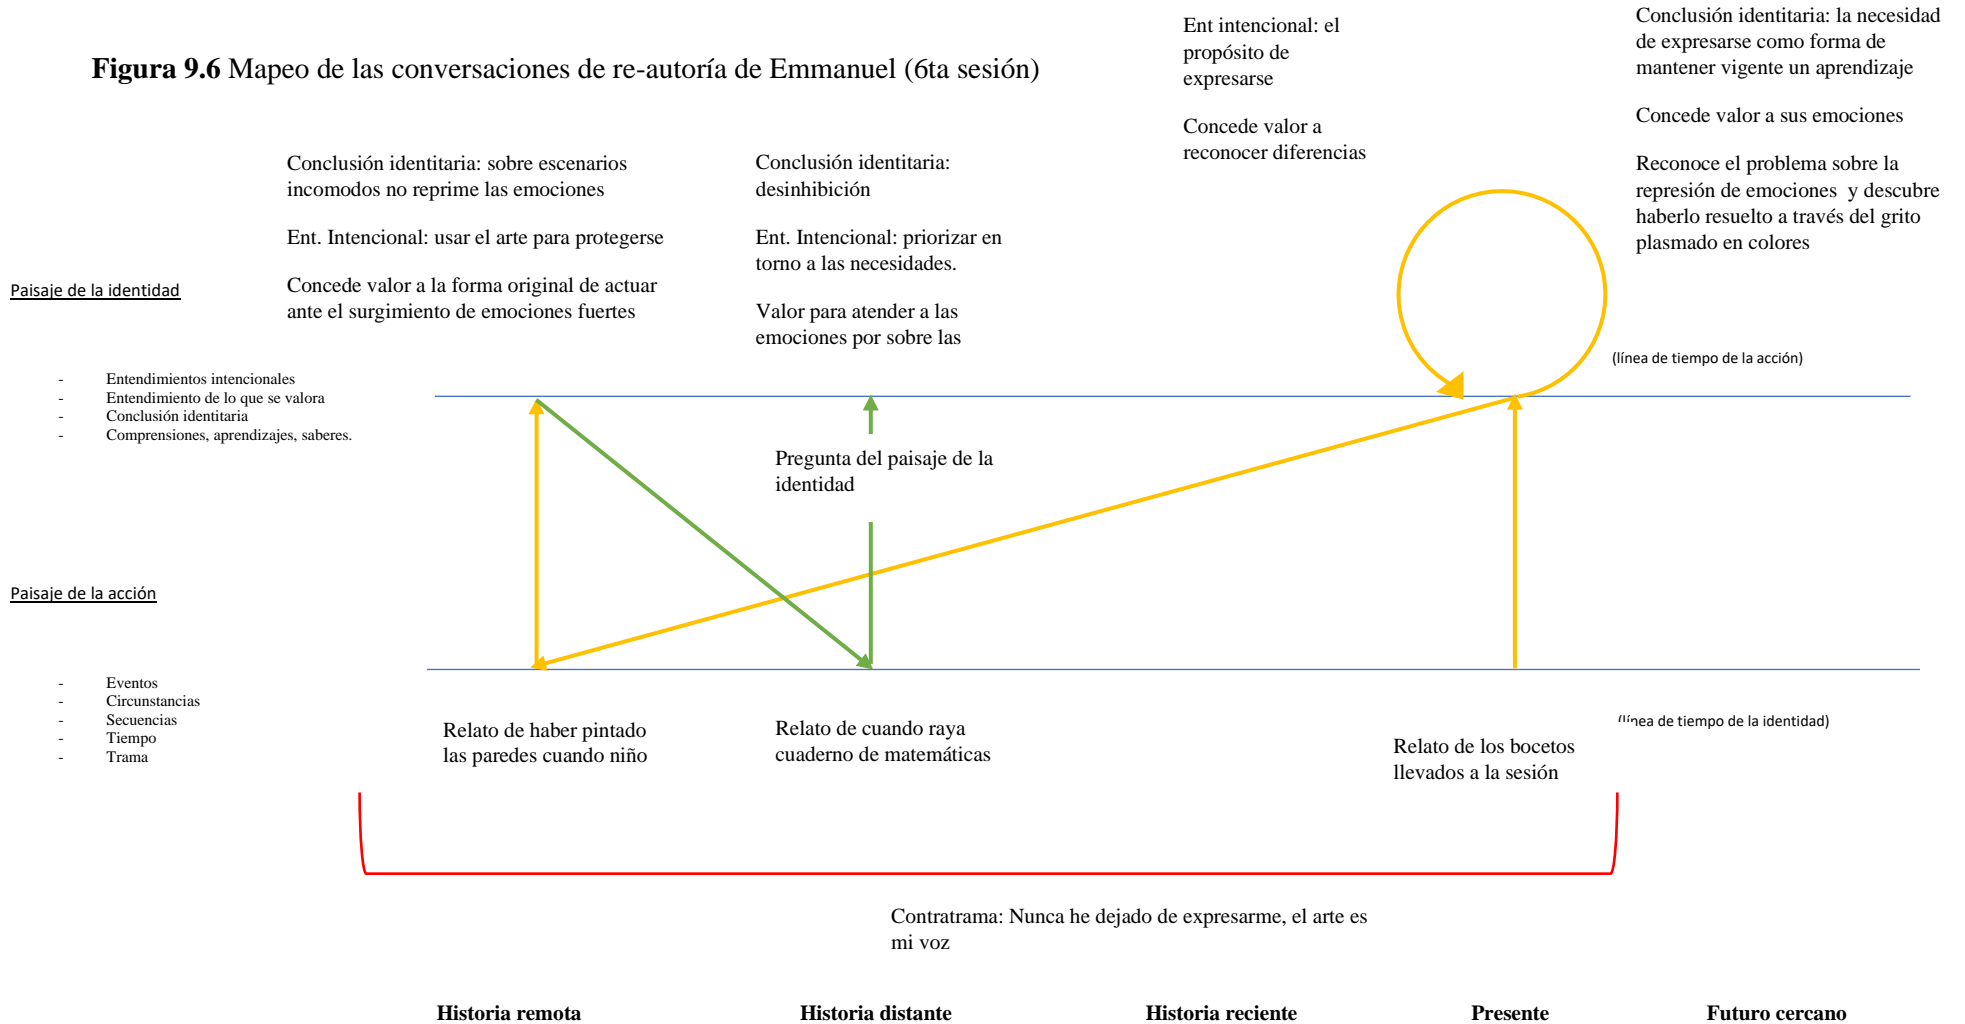 Figura 9.6 Mapeo de las conversaciones de re-autoría de Emmanuel (6ta sesión)
Ent intencional: el
propósito de
expresarse
Concede valor a
reconocer diferencias
Conclusión identitaria: la necesidad
de expresarse como forma de
mantener vigente un aprendizaje
Concede valor a sus emociones
Reconoce el problema sobre la
represión de emociones y descubre
haberlo resuelto a través del grito
plasmado en colores
Conclusión identitaria: sobre escenarios
incomodos no reprime las emociones
Ent. Intencional: usar el arte para protegerse
Concede valor a la forma original de actuar
ante el surgimiento de emociones fuertes
Conclusión identitaria:
desinhibición
Ent. Intencional: priorizar en
torno a las necesidades.
Valor para atender a las
emociones por sobre las
Paisaje de la identidad
(línea de tiempo de la acción)
- Entendimientos intencionales
- Entendimiento de lo que se valora
- Conclusión identitaria
- Comprensiones, aprendizajes, saberes.
Pregunta del paisaje de la
identidad
Paisaje de la acción
- Eventos
- Circunstancias
- Secuencias
- Tiempo
- Trama
Relato de haber pintado
las paredes cuando niño
Relato de cuando raya
cuaderno de matemáticas
Relato de los bocetos
llevados a la sesión
(línea de tiempo de la identidad)
Contratrama: Nunca he dejado de expresarme, el arte es
mi voz
Historia remota
Historia distante
Historia reciente
Presente
Futuro cercano